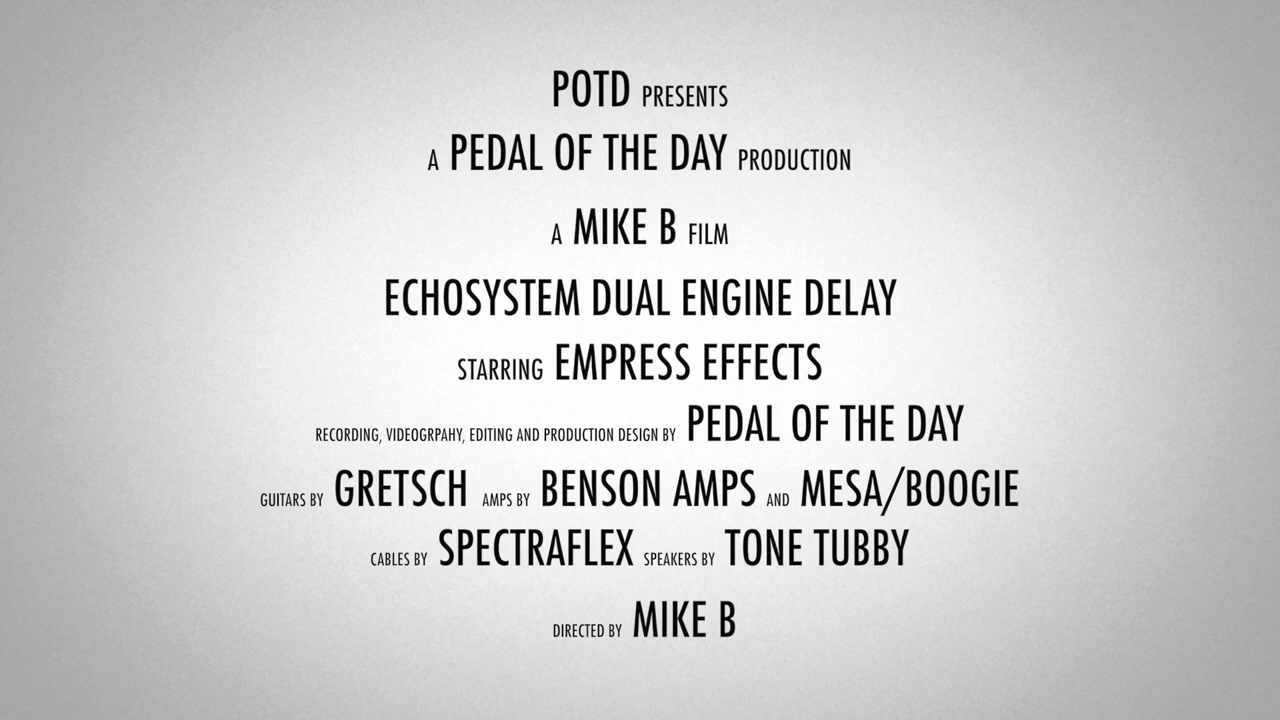 POTD PRESENTS
A PEDAL OF THE DAY PRODUCTION
A MIKE B FILM
ECHOSYSTEM DUAL ENGINE DELAY
STARRING EMPRESS EFFECTS
RECORDING, VIDEOGRPAHY, EDITING AND PRODUCTION DESIGN BY PEDAL OF THE DAY
GUITARS BY GRETSCH AMPS BY BENSON AMPS AND MESA/BOOGIE
CABLES BY SPECTRAFLEX SPEAKERS BY TONE TUBBY
DIRECTED BY MIKE B